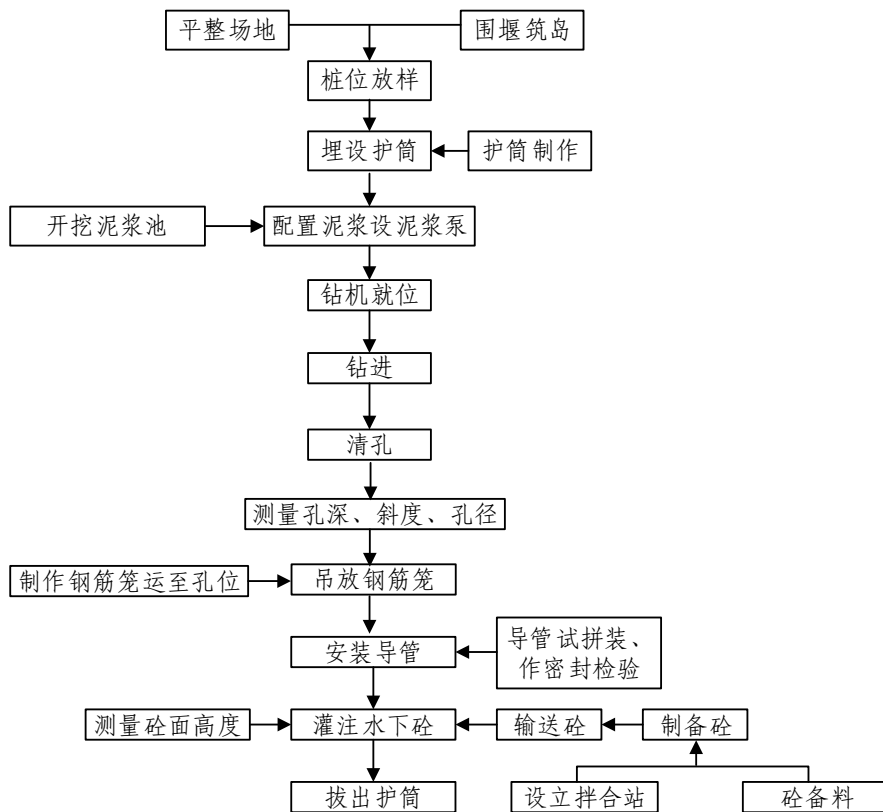 平整场地
围堰筑岛
桩位放样
埋设护筒
护筒制作
开挖泥浆池
配置泥浆设泥浆泵
钻机就位
钻进
清孔
测量孔深、斜度、孔径
制作钢筋笼运至孔位
吊放钢筋笼
安装导管
导管试拼装、
作密封检验
测量砼面高度
灌注水下砼
输送砼
制备砼
拔出护筒
设立拌合站
砼备料